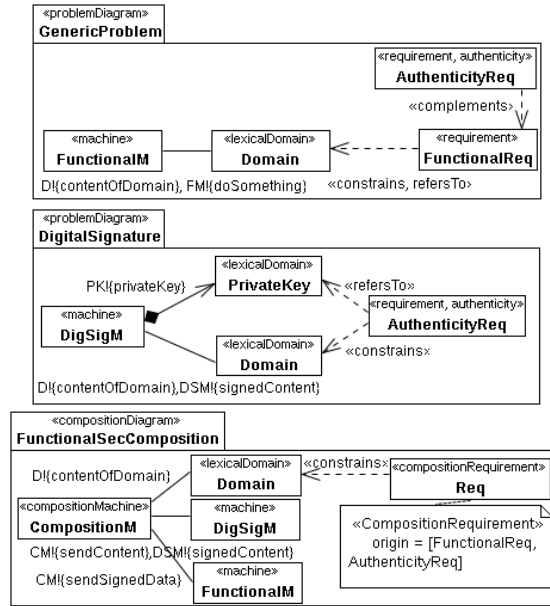 «problemDiagram»
GenericProblem
«requirement, authenticity»
AuthenticityReq
«complements»
«machine»
FunctionalM
«lexicalDomain»
Domain
«requirement»
FunctionalReq
D!{contentOfDomain}, FM!{doSomething}
«constrains, refersTo»
«problemDiagram»
DigitalSignature
«lexicalDomain»
PrivateKey
PK!{privateKey}
«refersTo»
«machine»
DigSigM
«requirement, authenticity»
AuthenticityReq
«lexicalDomain»
Domain
«constrains»
D!{contentOfDomain},DSM!{signedContent}
«compositionDiagram»
FunctionalSecComposition
D!{contentOfDomain}
«lexicalDomain»
Domain
«constrains»
«compositionRequirement»
Req
«compositionMachine»
CompositionM
«machine»
DigSigM
«CompositionRequirement»
origin = [FunctionalReq,
AuthenticityReq]
CM!{sendContent},DSM!{signedContent}
CM!{sendSignedData}
«machine»
FunctionalM